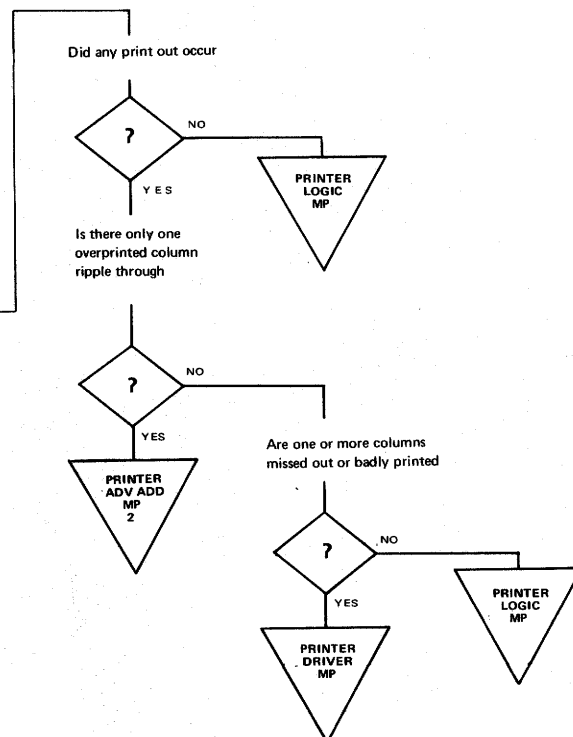 Did any print out occur
?
NO
YES
PRINTER
LOGIC
MP
Is there only one
overprinted column
ripple through
?
NO
YES
PRINTER
ADV ADD
MP
2
Are one or more columns
missed out or badly printed
?
NO
YES
PRINTER
LOGIC
MP
PRINTER
DRIVER
MP